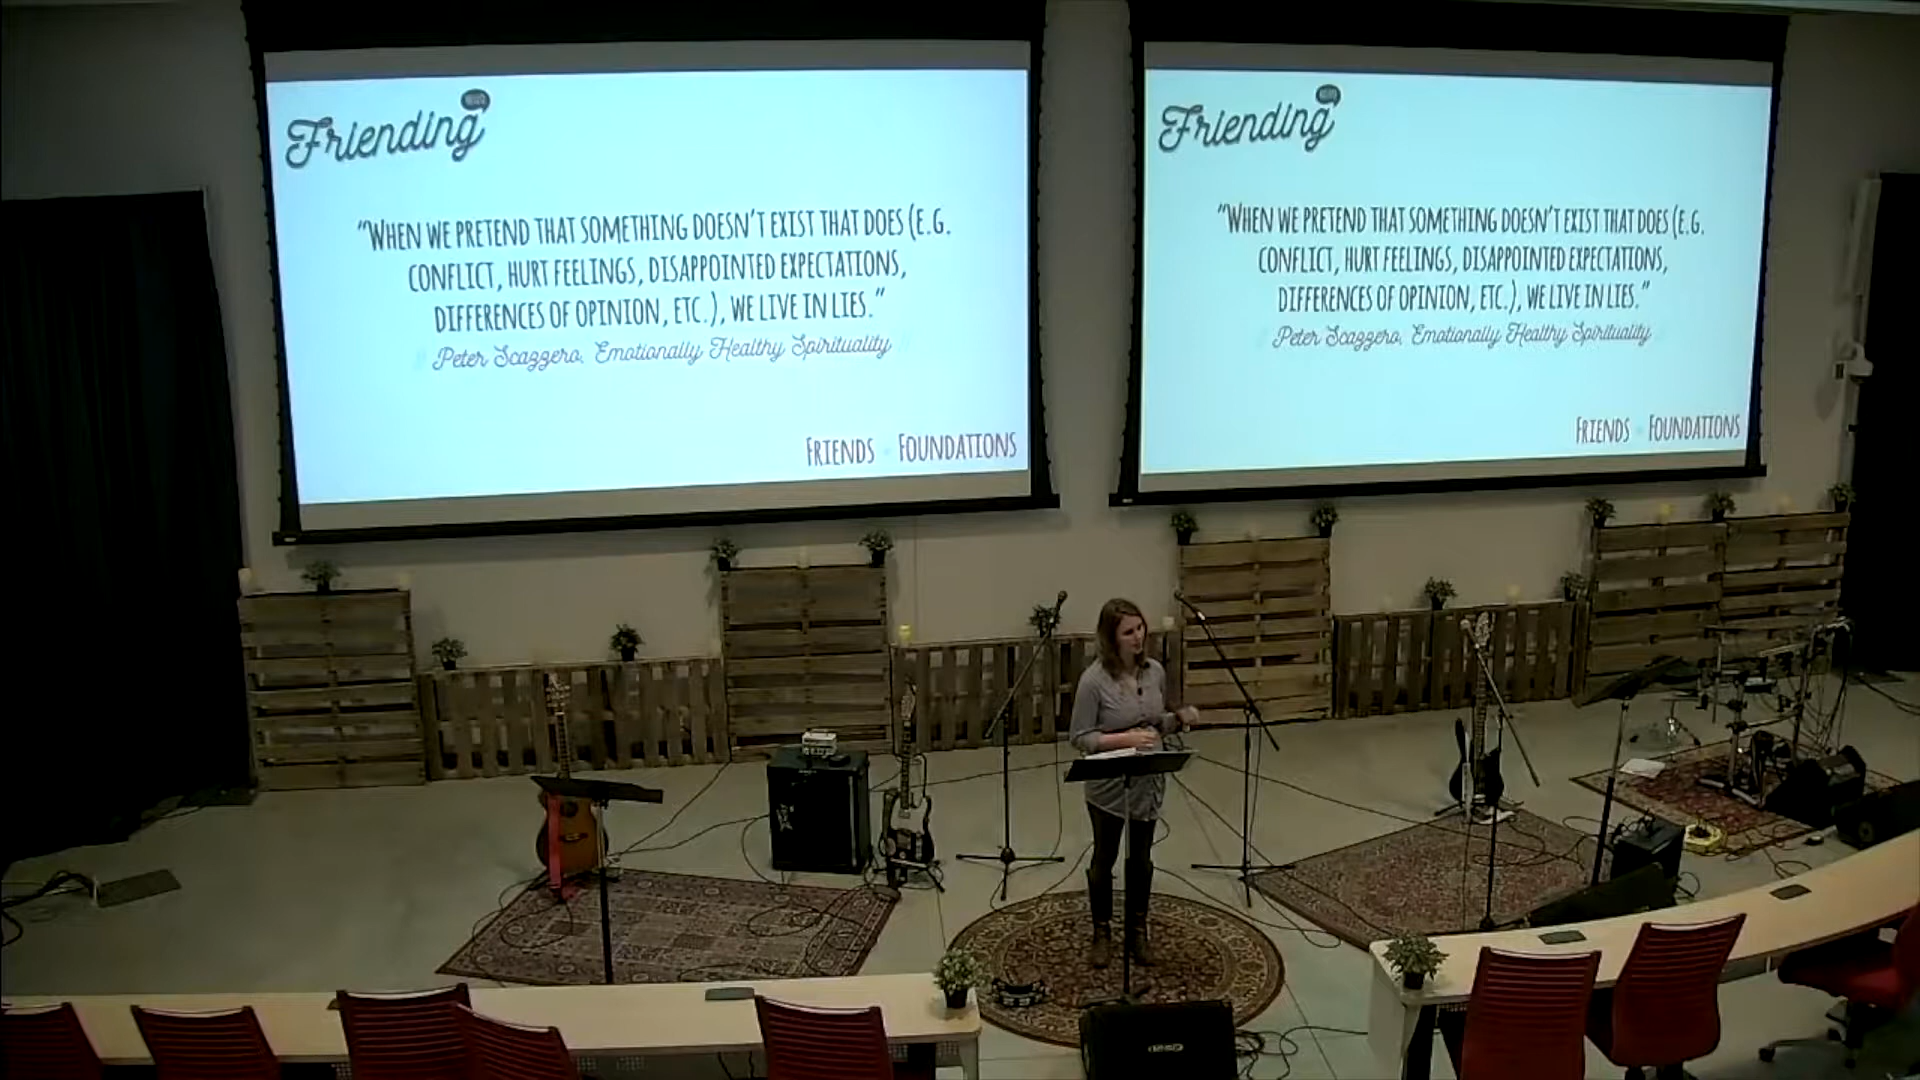 Friending
"WHEN WE PRETEND THAT SOMETHING DOESN'T EXIST THAT DOES (E.G.
CONFLICT, HURT FEELINGS, DISAPPOINTED EXPECTATIONS,
DIFFERENCES OF OPINION, ETC.), WE LIVE IN LIES."
Peter Scazzero, Emotionally Healthy Spirituality
FRIENDS FOUNDATIONS
Friending
"WHEN WE PRETEND THAT SOMETHING DOESN'T EXIST THAT DOES (E.G.
CONFLICT, HURT FEELINGS, DISAPPOINTED EXPECTATIONS,
DIFFERENCES OF OPINION, ETC.), WE LIVE IN LIES."
Peter Scazzero, Emotionally Healthy Spirituality
FRIENDS FOUNDATIONS